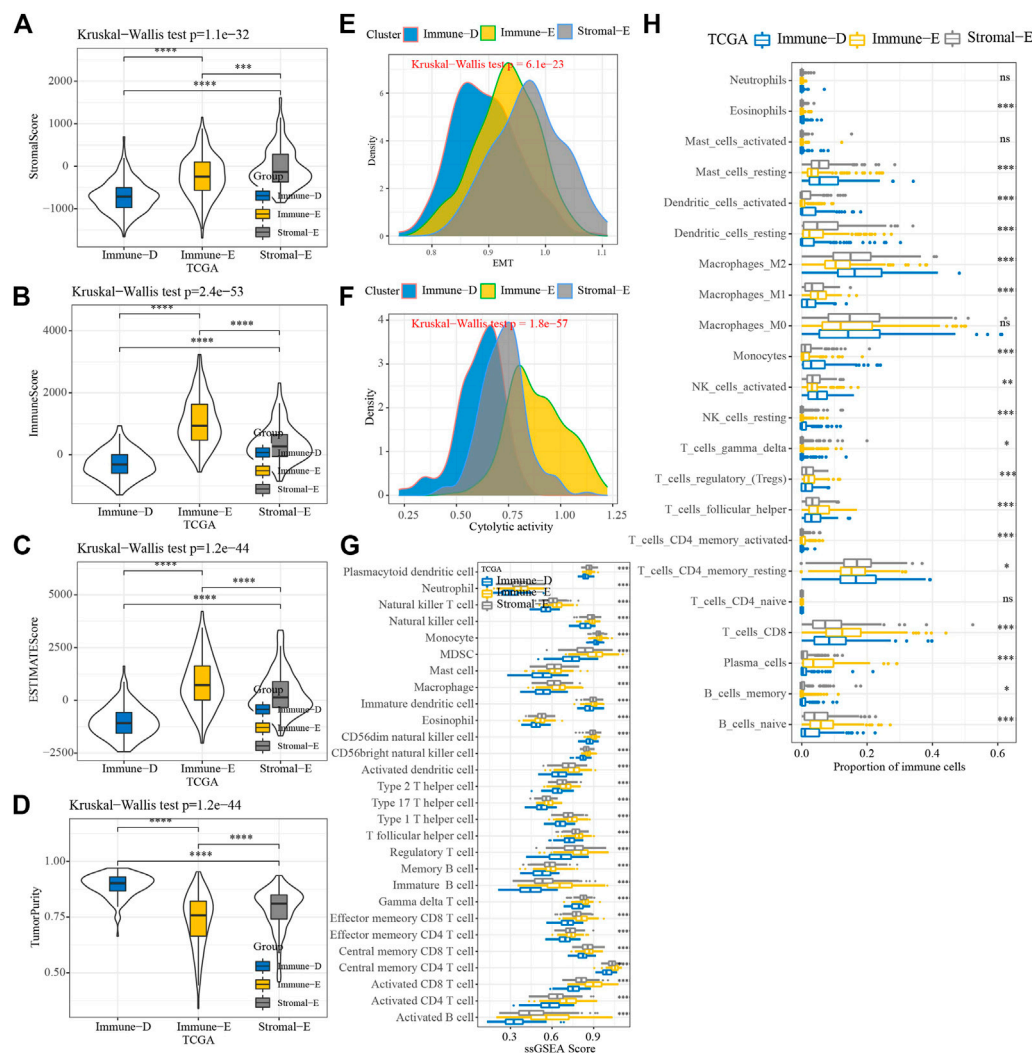 A
Kruskal−Wallis test p=1.1e−32
****
***
****
2000
1000
0
−1000
StromalScore
Group
Immune−D
Immune−E
Stromal−E
Immune−D Immune−E Stromal−E
TCGA
B
Kruskal−Wallis test p=2.4e−53
****
****
****
4000
2000
0
ImmuneScore
Group
Immune−D
Immune−E
Stromal−E
Immune−D Immune−E Stromal−E
TCGA
C
Kruskal−Wallis test p=1.2e−44
****
****
****
5000
2500
0
−2500
ESTIMATEScore
Group
Immune−D
Immune−E
Stromal−E
Immune−D Immune−E Stromal−E
TCGA
D
Kruskal−Wallis test p=1.2e−44
****
****
****
1.00
0.75
0.50
TumorPurity
Group
Immune−D
Immune−E
Stromal−E
Immune−D Immune−E Stromal−E
TCGA
E
Cluster Immune−D Immune−E Stromal−E
Kruskal−Wallis test p = 6.1e−23
6
4
2
0
Density
0.8 0.9 1.0 1.1
EMT
F
Cluster Immune−D Immune−E Stromal−E
Kruskal−Wallis test p = 1.8e−57
4
3
2
1
0
Density
0.25 0.50 0.75 1.00 1.25
Cytolytic activity
G
TCGA
Immune−D
Immune−E
Stromal−E
Plasmacytoid dendritic cell ***
Neutrophil ***
Natural killer T cell ***
Natural killer cell ***
Monocyte ***
MDSC ***
Mast cell ***
Macrophage ***
Immature dendritic cell ***
Eosinophil ***
CD56dim natural killer cell ***
CD56bright natural killer cell ***
Activated dendritic cell ***
Type 2 T helper cell ***
Type 17 T helper cell ***
Type 1 T helper cell ***
T follicular helper cell ***
Regulatory T cell ***
Memory B cell ***
Immature B cell ***
Gamma delta T cell ***
Effector memeory CD8 T cell ***
Effector memeory CD4 T cell ***
Central memory CD8 T cell ***
Central memory CD4 T cell ***
Activated CD8 T cell ***
Activated CD4 T cell ***
Activated B cell ***
0.3 0.6 0.9
ssGSEA Score
H
TCGA Immune−D Immune−E Stromal−E
Neutrophils ns
Eosinophils ***
Mast_cells_activated ns
Mast_cells_resting ***
Dendritic_cells_activated ***
Dendritic_cells_resting ***
Macrophages_M2 ***
Macrophages_M1 ***
Macrophages_M0 ns
Monocytes ***
NK_cells_activated **
NK_cells_resting ***
T_cells_gamma_delta *
T_cells_regulatory_(Tregs) ***
T_cells_follicular_helper ***
T_cells_CD4_memory_activated ***
T_cells_CD4_memory_resting *
T_cells_CD4_naive ns
T_cells_CD8 ***
Plasma_cells ***
B_cells_memory *
B_cells_naive ***
0.0 0.2 0.4 0.6
Proportion of immune cells